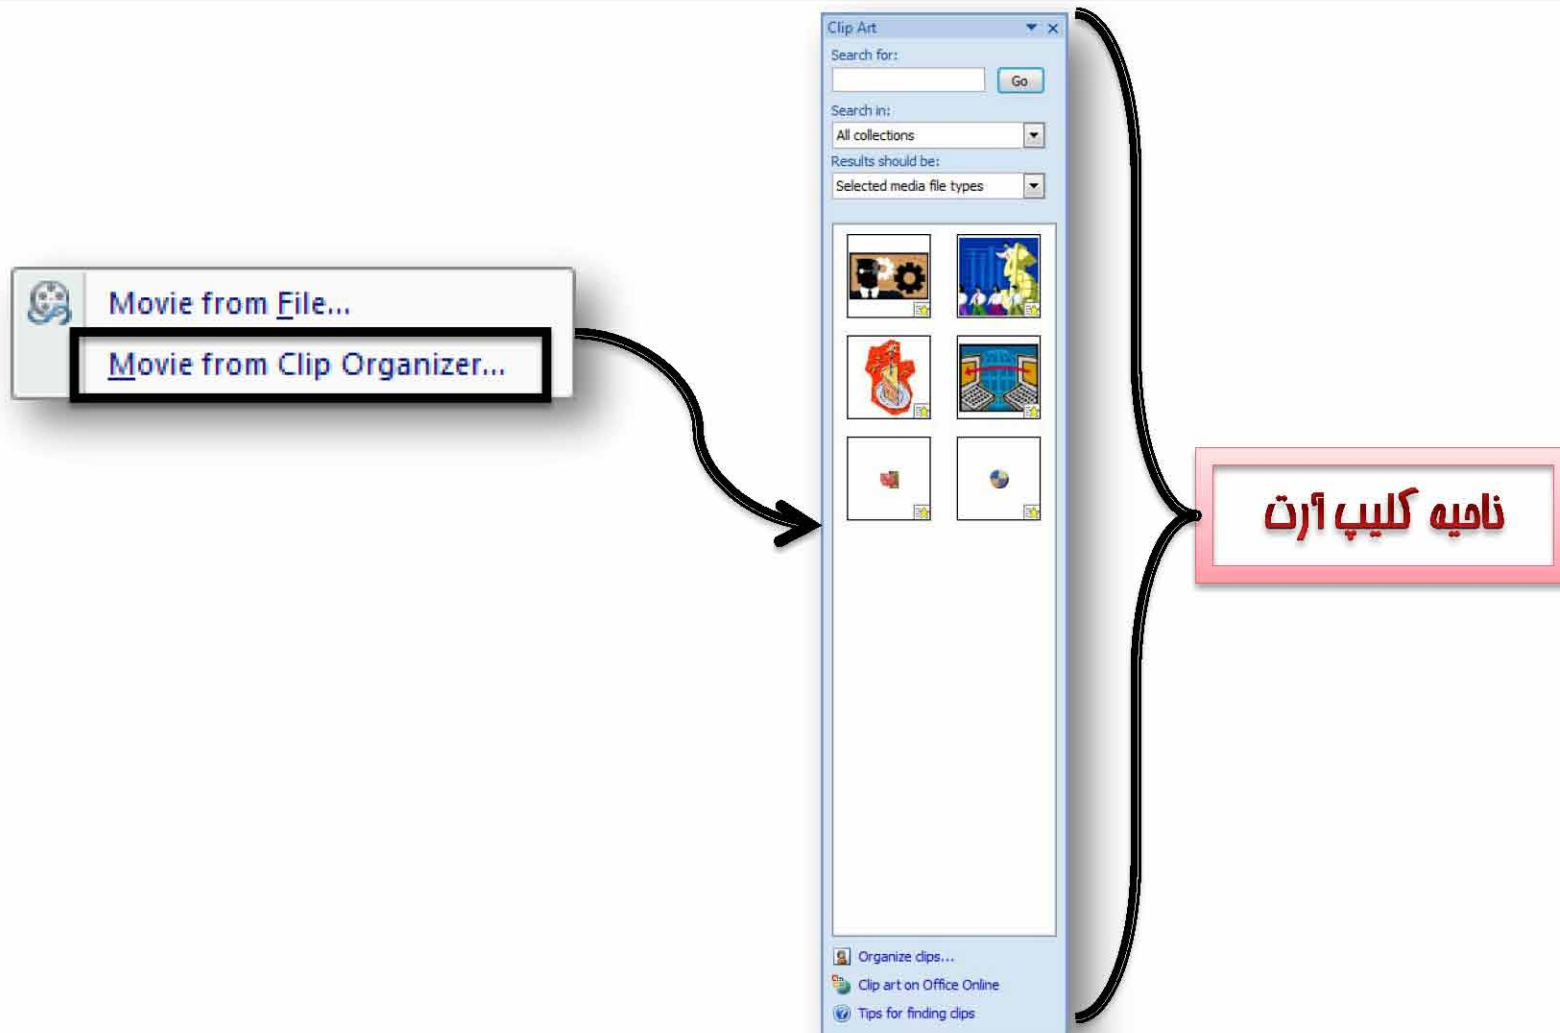 Movie from File...
Movie from Clip Organizer...
Clip Art
Search for:
Go
Search in:
All collections
Results should be:
Selected media file types
Organize clips...
Clip art on Office Online
Tips for finding clips
ناحیه کلیپ آرت